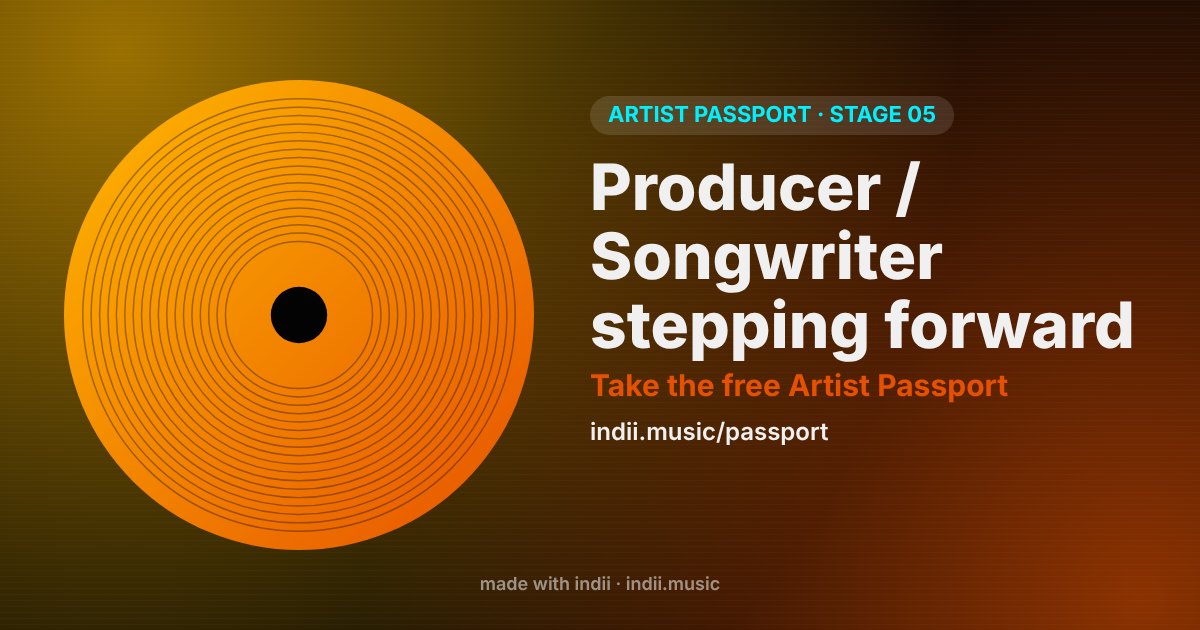 ARTIST PASSPORT · STAGE 05
Producer /
Songwriter
stepping forward
Take the free Artist Passport
indii.music/passport
made with indii · indii.music